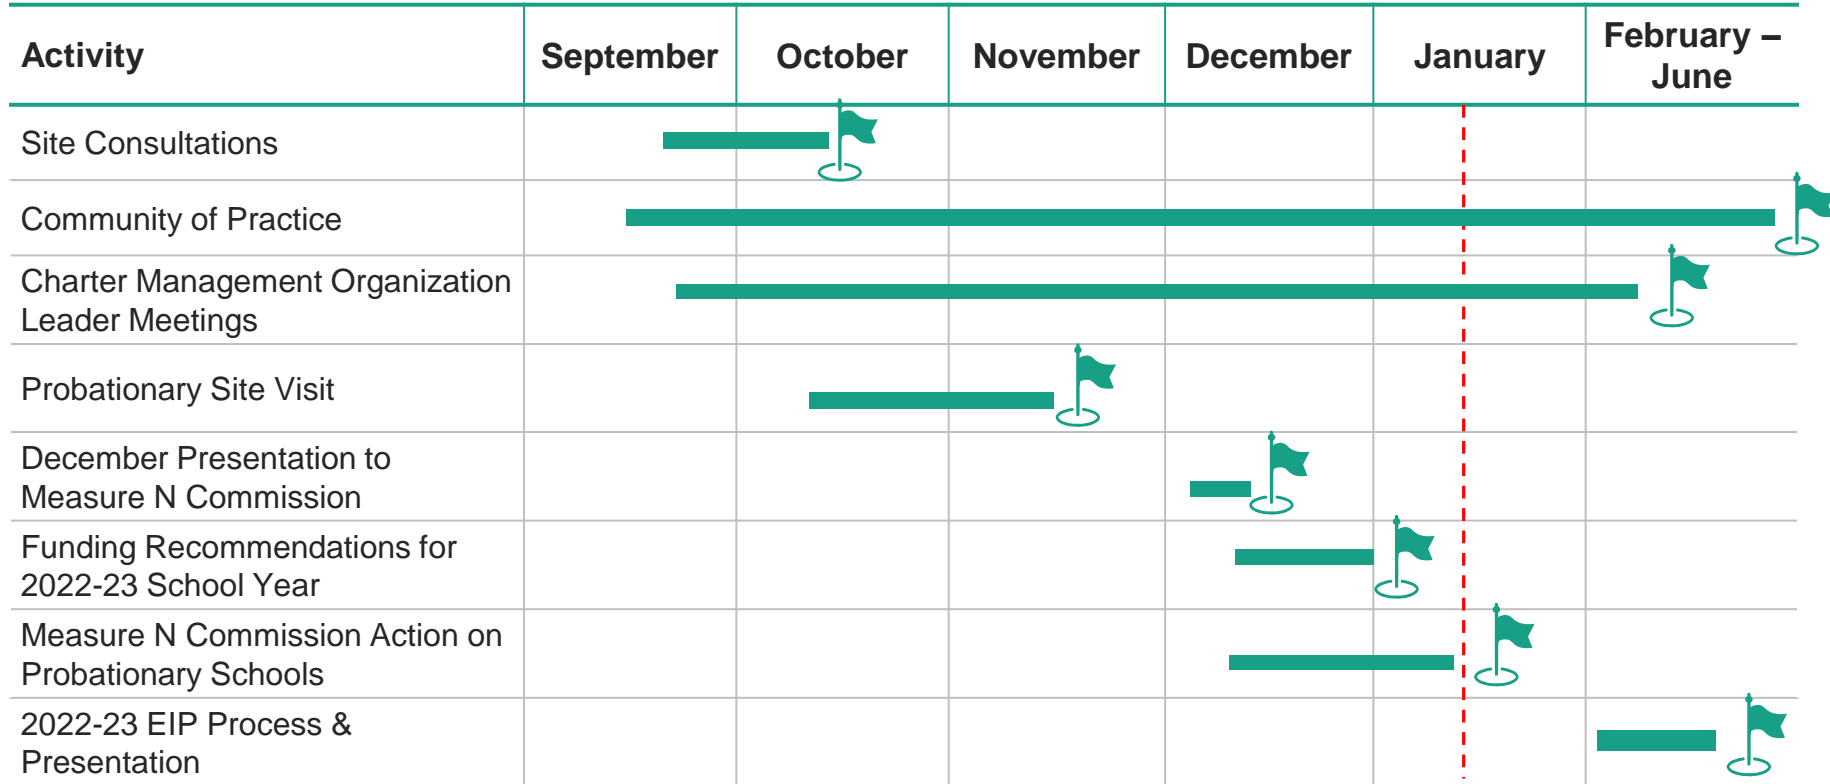 Activity
September
October
November
December
January
February –
June
Site Consultations
Community of Practice
Charter Management Organization
Leader Meetings
Probationary Site Visit
December Presentation to
Measure N Commission
Funding Recommendations for
2022-23 School Year
Measure N Commission Action on
Probationary Schools
2022-23 EIP Process &
Presentation